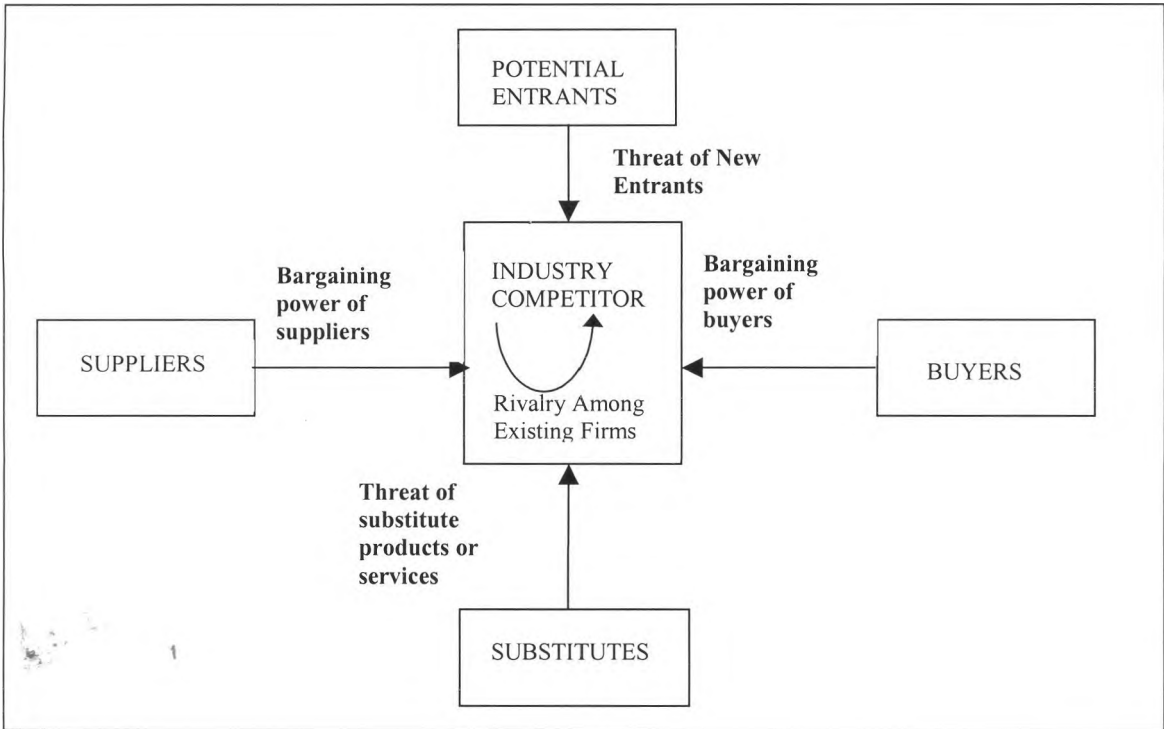 POTENTIAL
ENTRANTS
Threat of New
Entrants
INDUSTRY
COMPETITOR
Rivalry Among
Existing Firms
Bargaining
power of
suppliers
SUPPLIERS
Bargaining
power of
buyers
BUYERS
Threat of
substitute
products or
services
SUBSTITUTES